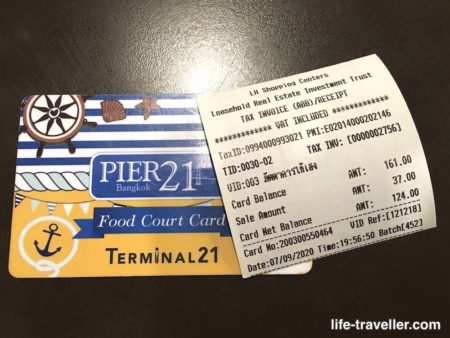 PIER21
Bangkok
Food Court Card
TERMINAL21
LH Shopping Centers
Leasehold Real Estate Investment Trust
TAX INVOICE (ABB)/RECEIPT
************* VAT INCLUDED *************
TaxID:0994000993021 PMI:E02014000202146
TID:0030-02 TAX INV: [0000002756]
VID:003
Card Balance AMT: 161.00
Sale Amount AMT: 37.00
Card Net Balance AMT: 124.00
Card No:200300550464 VID Ref:[121218]
Date:07/09/2020 Time:19:56:50 Batch[452]
life-traveller.com